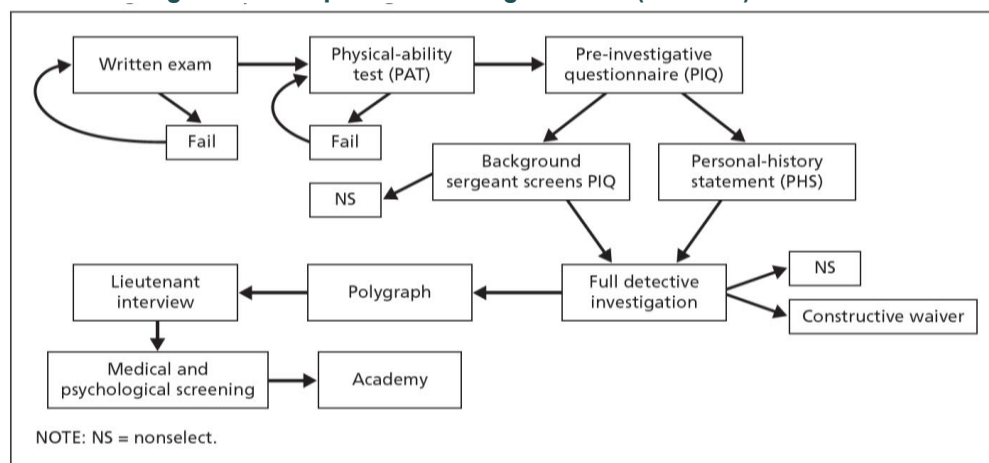 Written exam
Physical-ability
test (PAT)
Pre-investigative
questionnaire (PIQ)
Fail
Fail
Background
sergeant screens PIQ
Personal-history
statement (PHS)
NS
Lieutenant
interview
Polygraph
Full detective
investigation
NS
Constructive waiver
Medical and
psychological screening
Academy
NOTE: NS = nonselect.